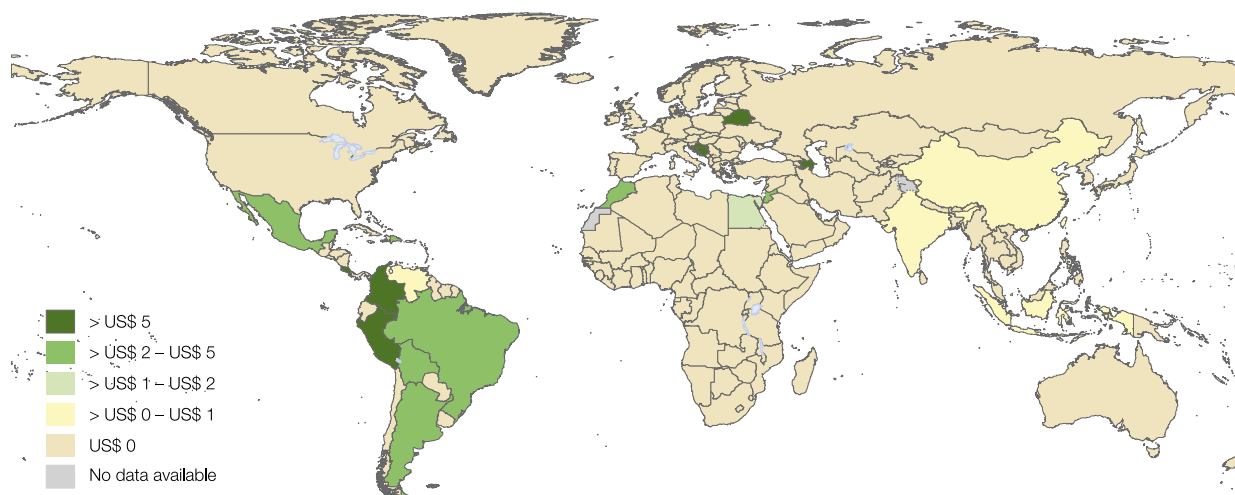 > US$ 5
> US$ 2 – US$ 5
> US$ 1 – US$ 2
> US$ 0 – US$ 1
US$ 0
No data available